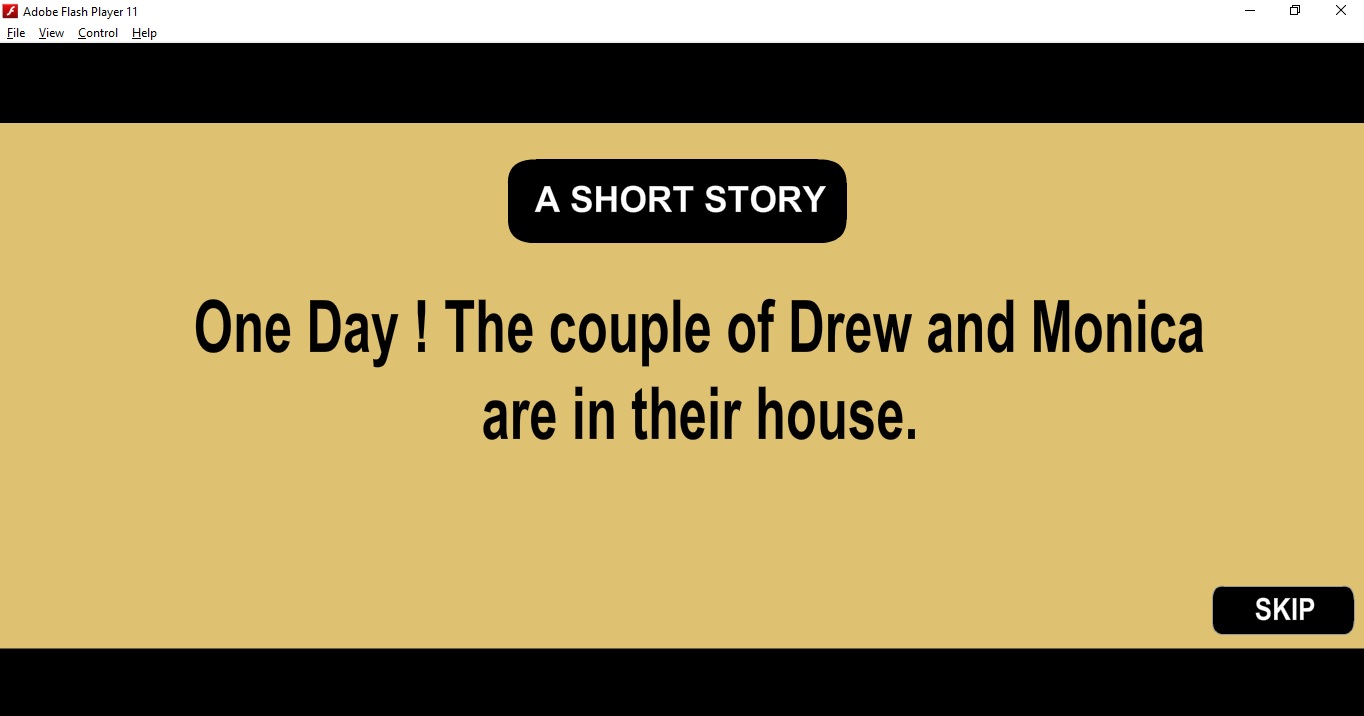 Adobe Flash Player 11
File View Control Help
A SHORT STORY
One Day ! The couple of Drew and Monica
are in their house.
SKIP